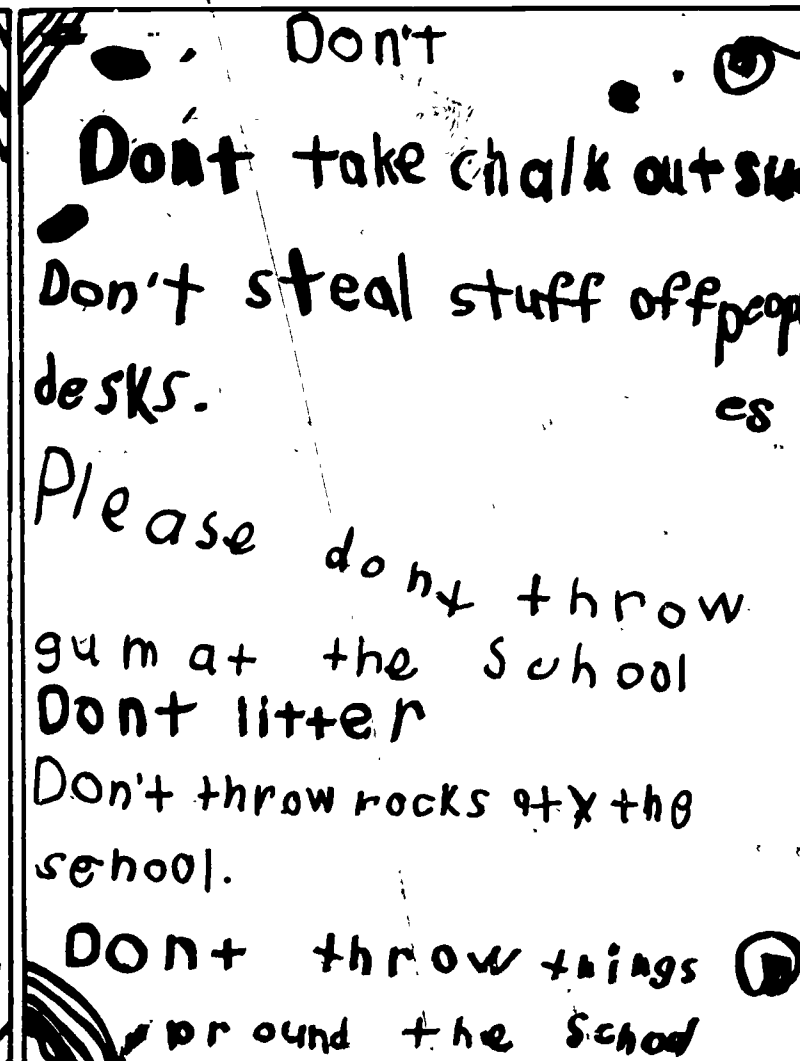 Don't
Dont take chalk out
Don't steal stuff off
desks. es
Please dont throw
gum at the School
Dont litter
Don't throw rocks at the
school.
Dont throw things
around the School